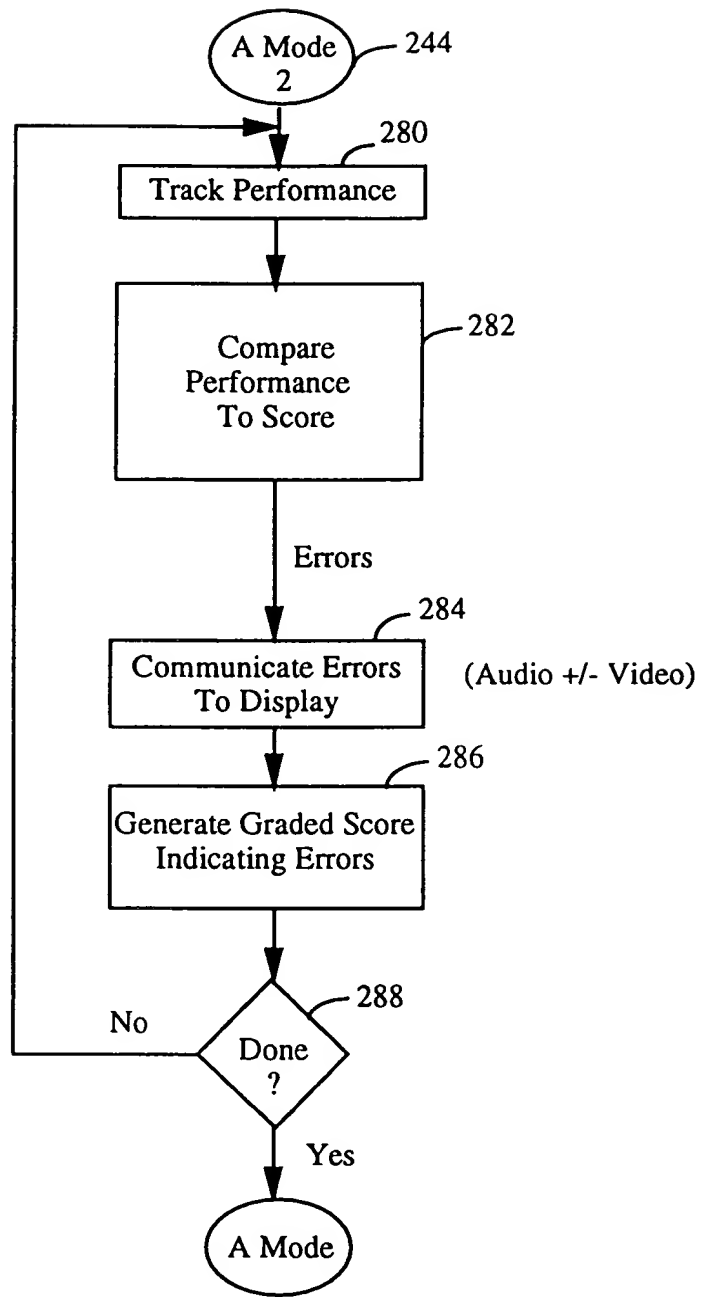 A Mode
2
244
280
Track Performance
282
Compare
Performance
To Score
Errors
284
Communicate Errors
To Display
(Audio +/- Video)
286
Generate Graded Score
Indicating Errors
288
No
Done
?
Yes
A Mode